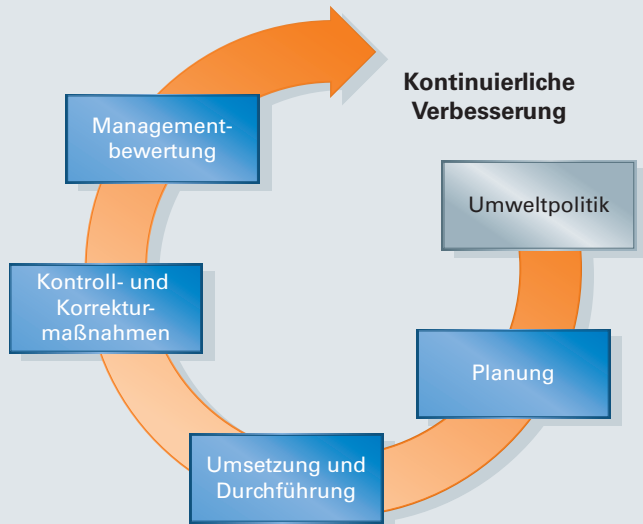 Kontinuierliche
Verbesserung
Umweltpolitik
Planung
Umsetzung und
Durchführung
Kontroll- und
Korrektur-
maßnahmen
Management-
bewertung